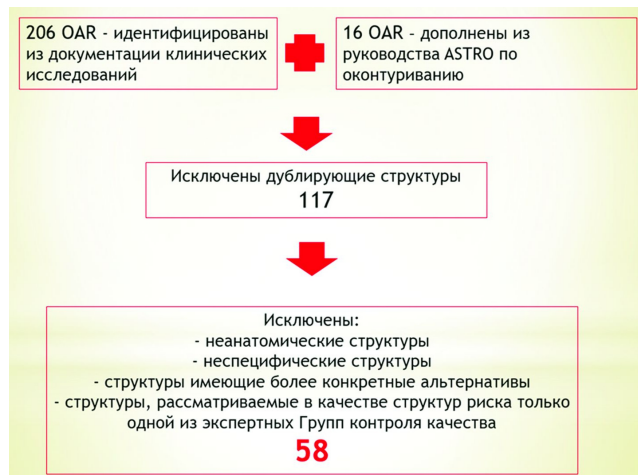 206 OAR - идентифицированы
из документации клинических
исследований
16 OAR – дополнены из
руководства ASTRO по
оконтуриванию
Исключены дублирующие структуры
117
Исключены:
- неанатомические структуры
- неспецифические структуры
- структуры имеющие более конкретные альтернативы
- структуры, рассматриваемые в качестве структур риска только
одной из экспертных Групп контроля качества
58